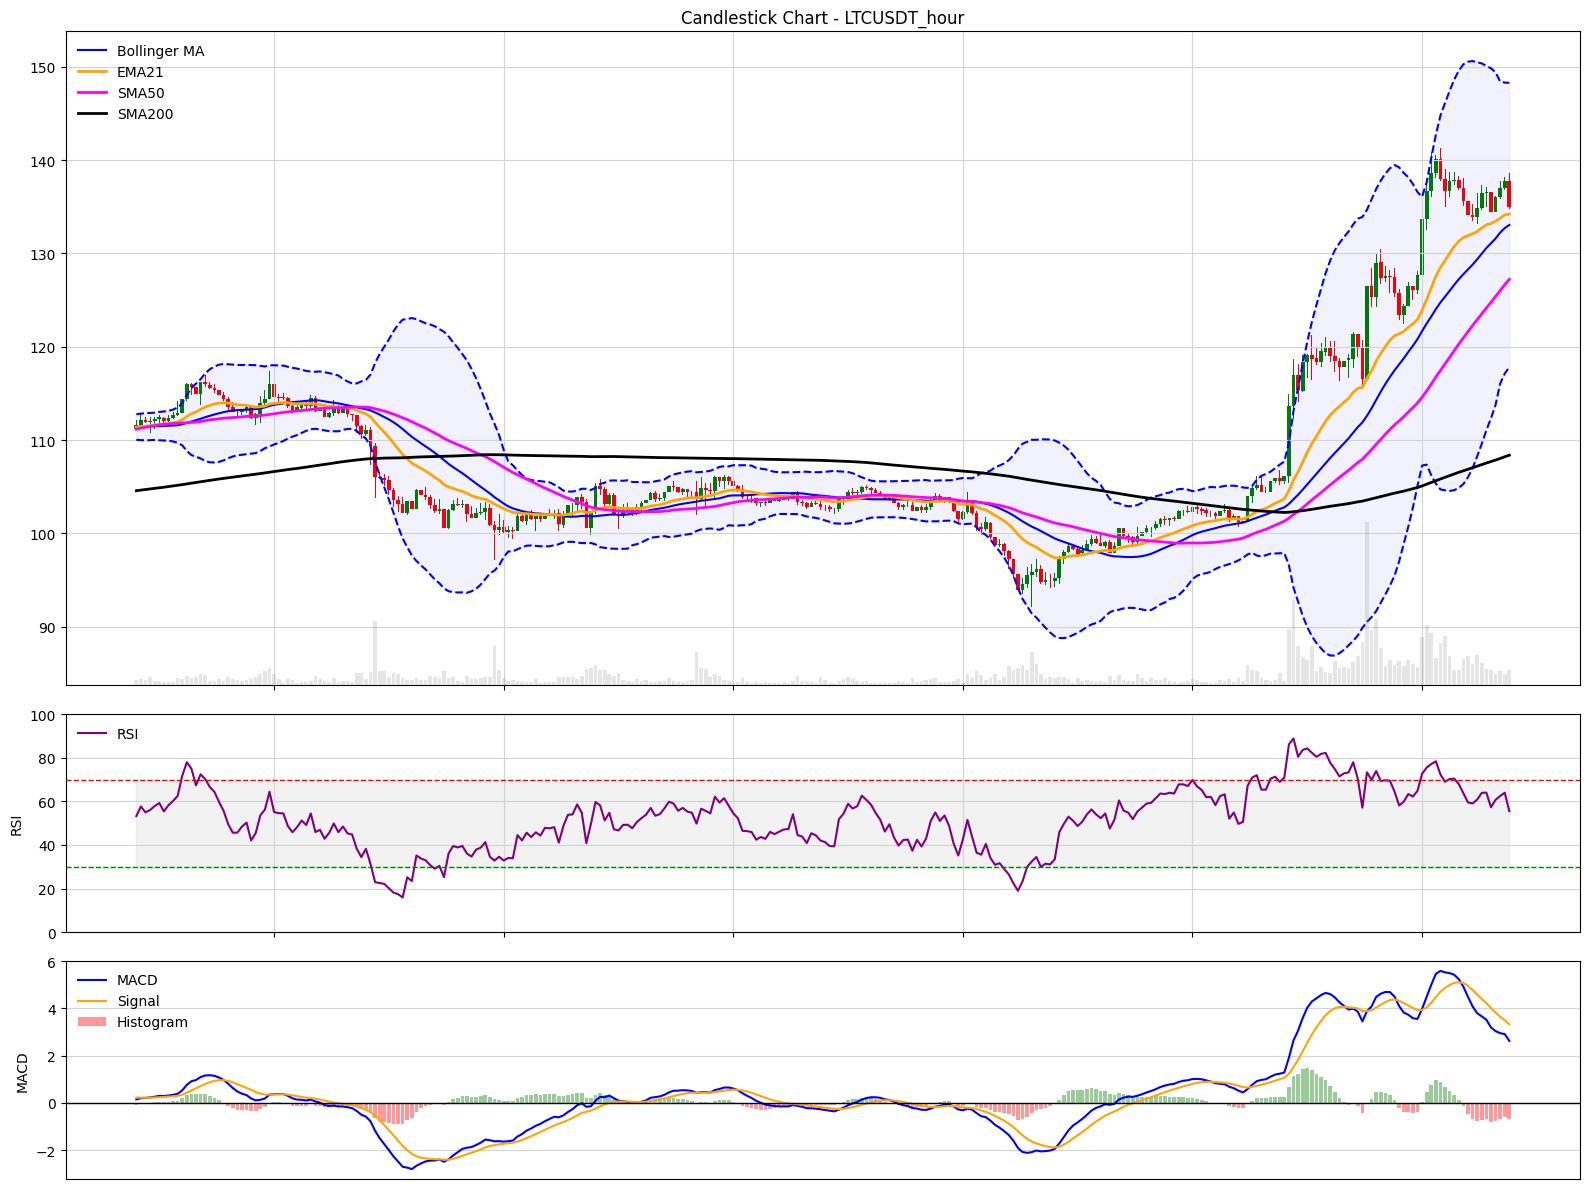 Candlestick Chart - LTCUSDT_hour
Bollinger MA
EMA21
SMA50
SMA200
150
140
130
120
110
100
90
RSI
100
80
60
40
20
0
RSI
MACD
Signal
Histogram
6
4
2
0
−2
MACD